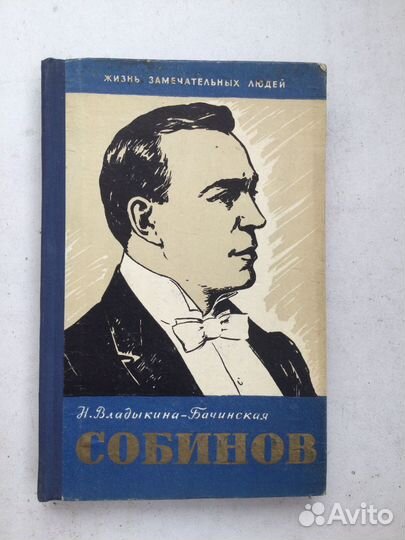 ЖИЗНЬ ЗАМЕЧАТЕЛЬНЫХ ЛЮДЕЙ
Н. Владыкина-Бачинская
СОБИНОВ
Avito